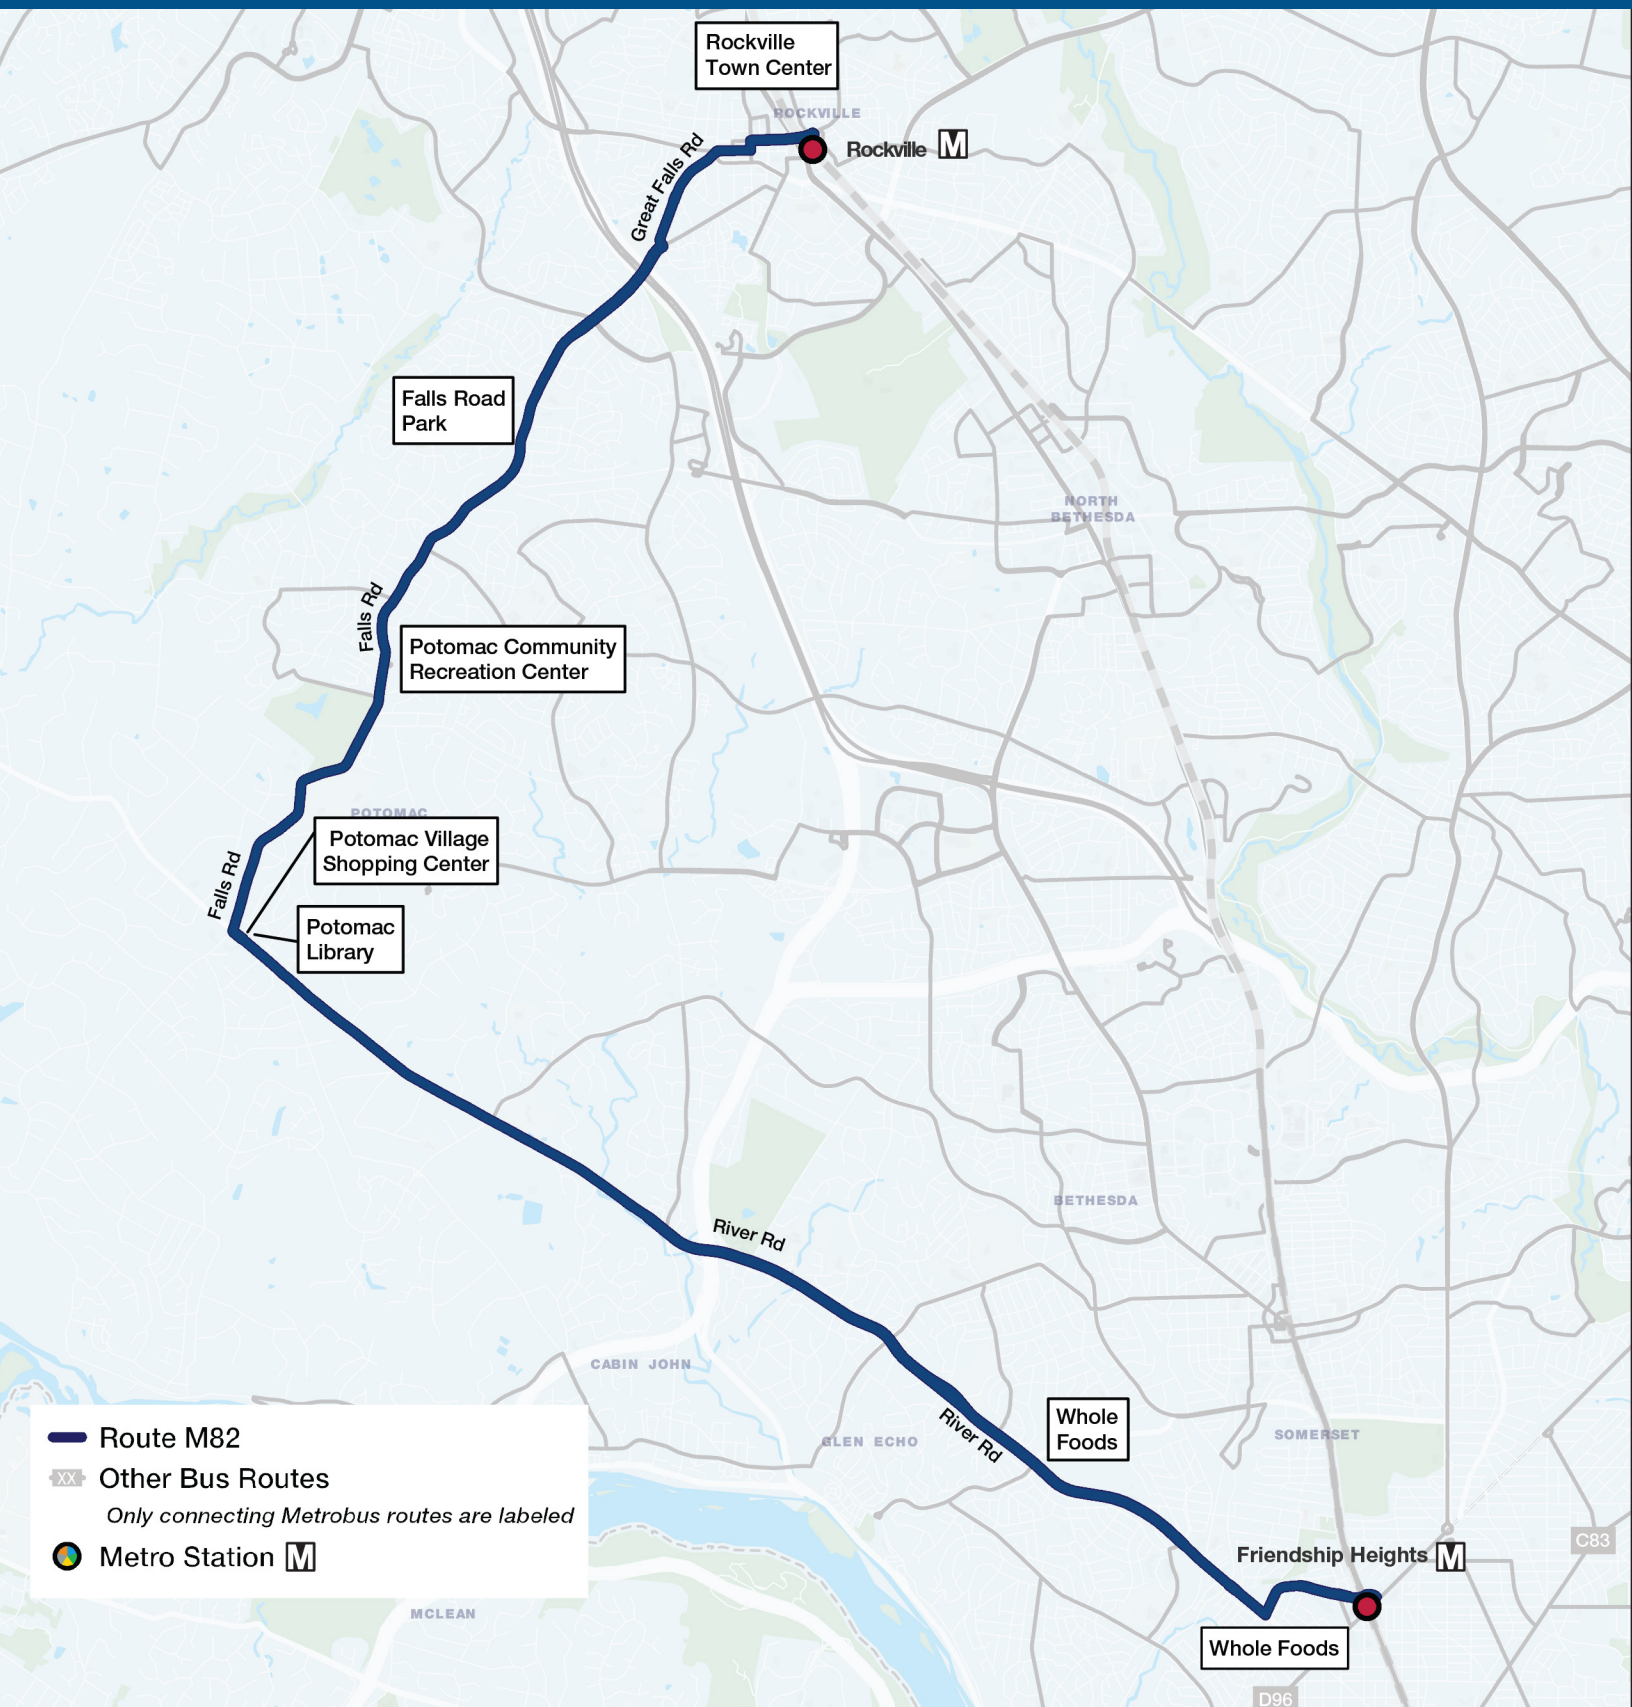 Rockville
Town Center
ROCKVILLE
Rockville M
Great Falls Rd
Falls Road
Park
NORTH
BETHESDA
Falls Rd
Potomac Community
Recreation Center
POTOMAC
Potomac Village
Shopping Center
Falls Rd
Potomac
Library
BETHESDA
River Rd
CABIN JOHN
Whole
Foods
River Rd
GLEN ECHO
SOMERSET
Route M82
XX Other Bus Routes
Only connecting Metrobus routes are labeled
Metro Station M
C83
Friendship Heights M
MCLEAN
Whole Foods
D96